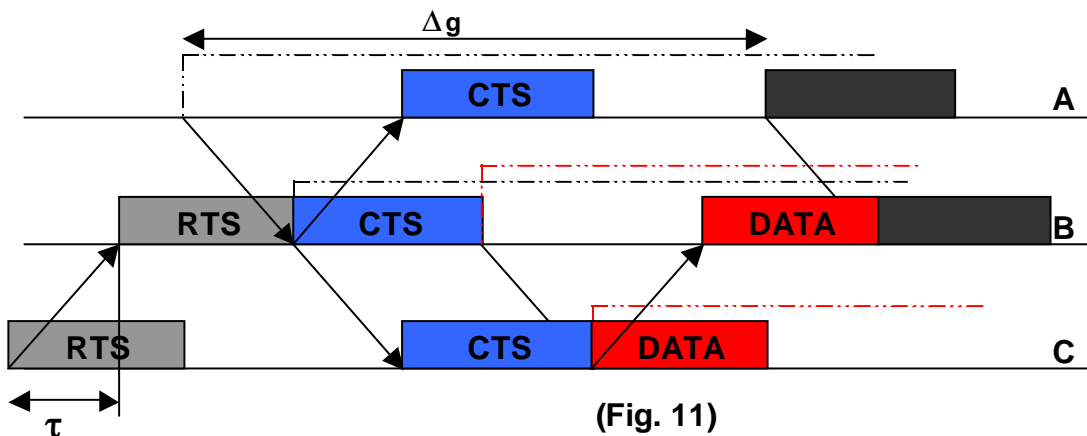 Δg
CTS
A
RTS
CTS
DATA
B
RTS
CTS
DATA
C
τ
(Fig. 11)